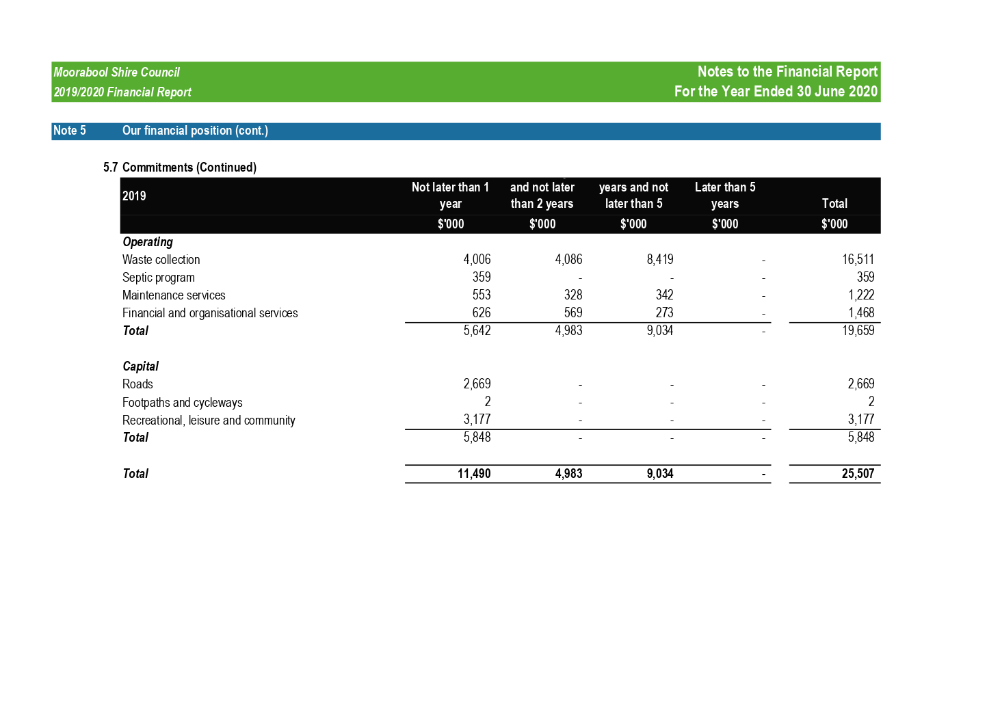 Moorabool Shire Council Notes to the Financial Report
2019/2020 Financial Report For the Year Ended 30 June 2020
Note 5 Our financial position (cont.)
5.7 Commitments (Continued)
2019 Not later than 1 year and not later than 2 years years and not later than 5 Later than 5 years Total
$'000 $'000 $'000 $'000 $'000
Operating
Waste collection 4,006 4,086 8,419 - 16,511
Septic program 359 - - - 359
Maintenance services 553 328 342 - 1,222
Financial and organisational services 626 569 273 - 1,468
Total 5,642 4,983 9,034 - 19,659
Capital
Roads 2,669 - - - 2,669
Footpaths and cycleways 2 - - - 2
Recreational, leisure and community 3,177 - - - 3,177
Total 5,848 - - - 5,848
Total 11,490 4,983 9,034 - 25,507